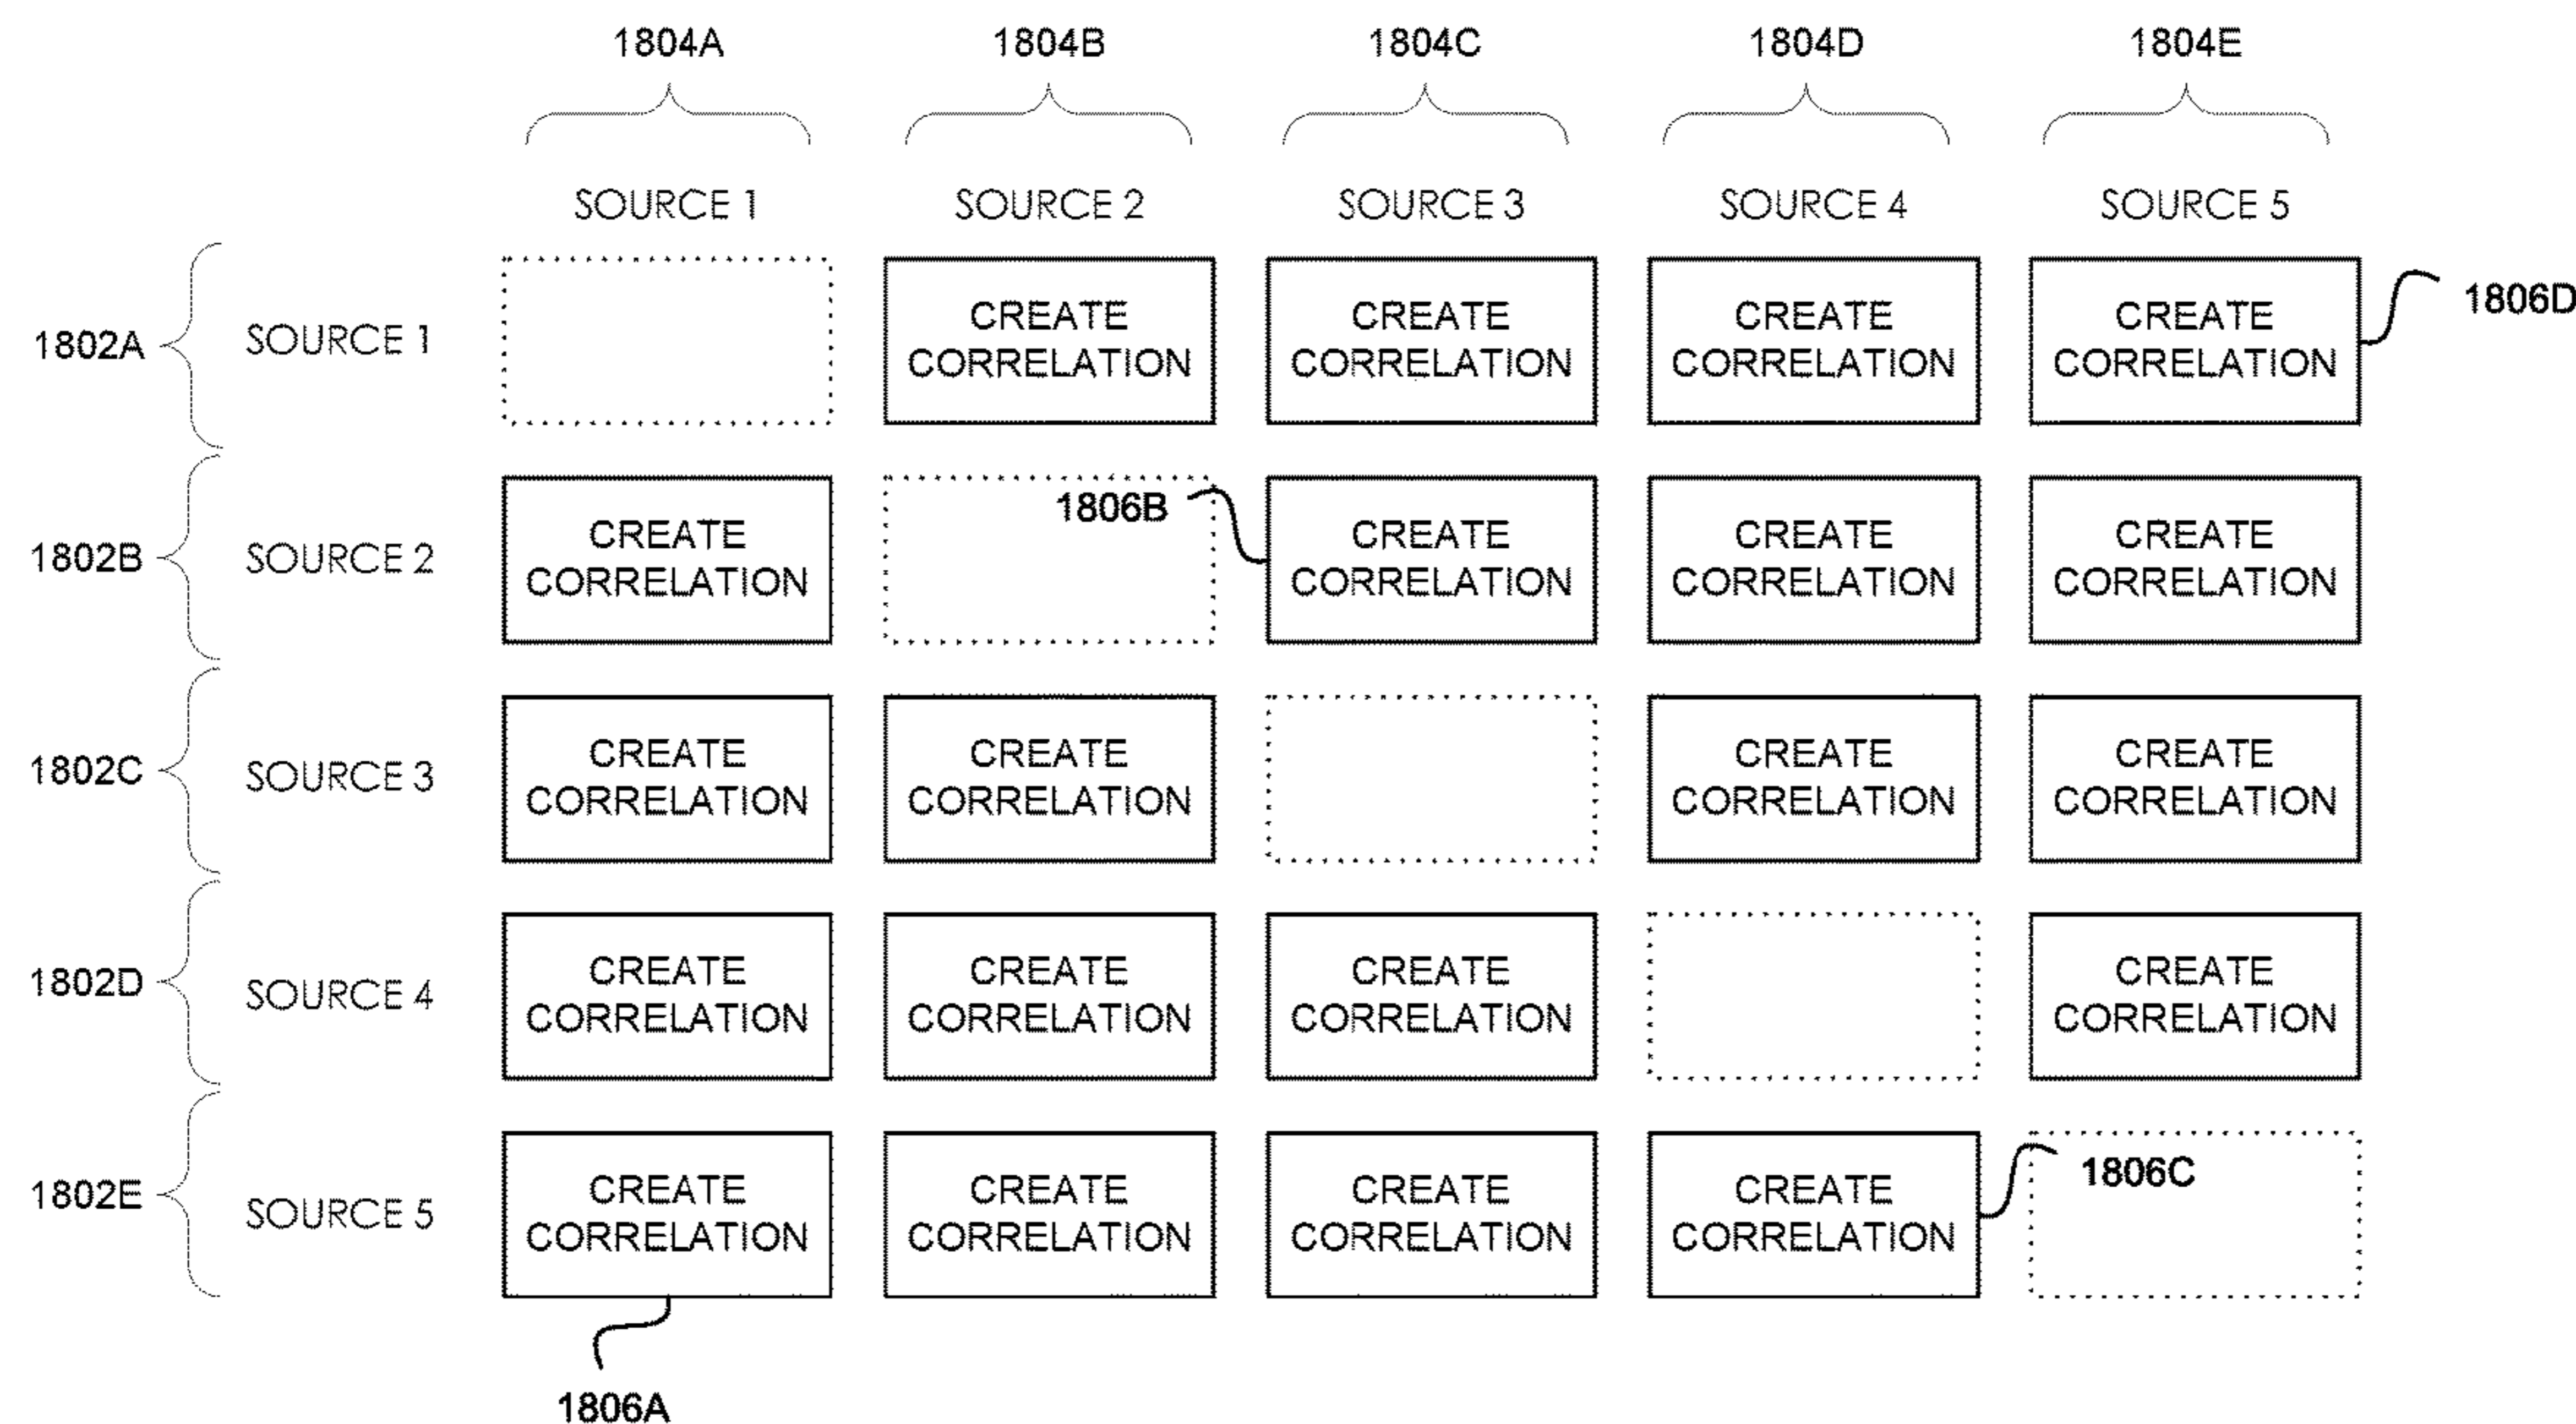 1804A 1804B 1804C 1804D 1804E
SOURCE 1 SOURCE 2 SOURCE 3 SOURCE 4 SOURCE 5
1802A SOURCE 1
CREATE CORRELATION
CREATE CORRELATION
CREATE CORRELATION
CREATE CORRELATION
1806D
1802B SOURCE 2
CREATE CORRELATION
1806B
CREATE CORRELATION
CREATE CORRELATION
CREATE CORRELATION
1802C SOURCE 3
CREATE CORRELATION
CREATE CORRELATION
CREATE CORRELATION
CREATE CORRELATION
1802D SOURCE 4
CREATE CORRELATION
CREATE CORRELATION
CREATE CORRELATION
CREATE CORRELATION
1802E SOURCE 5
CREATE CORRELATION
CREATE CORRELATION
CREATE CORRELATION
CREATE CORRELATION
1806C
1806A